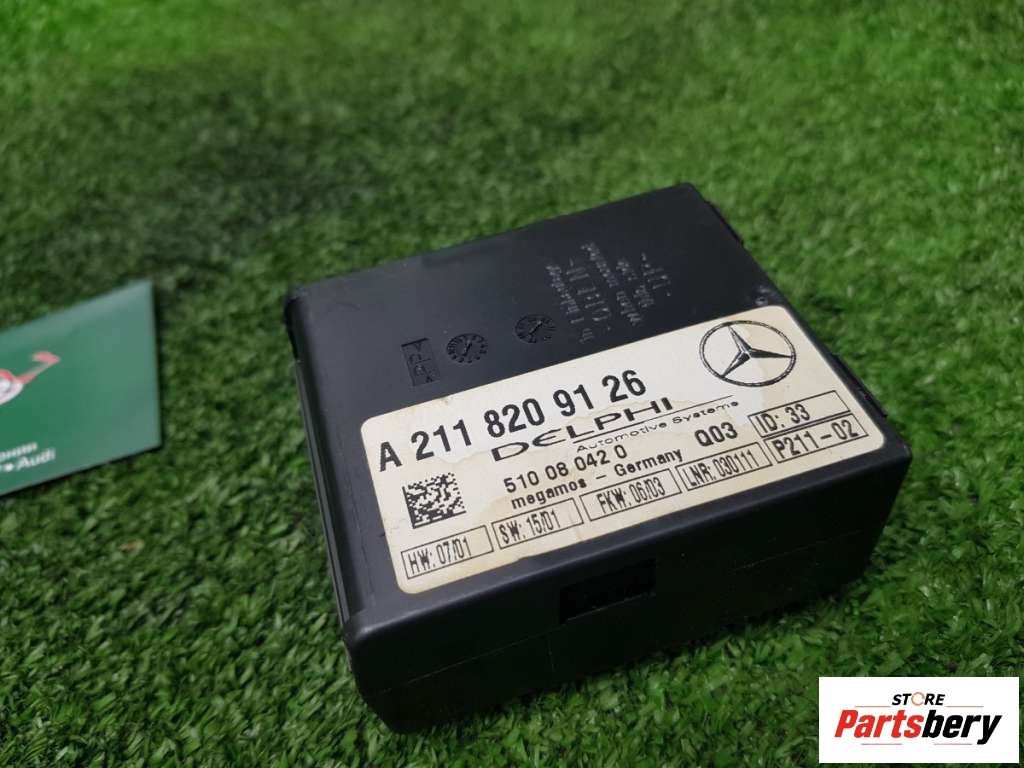 A 211 820 91 26
DELPHI
Automotive Systems
510 08 042 0
Q03
ID: 33
megamos - Germany
P211-02
HW: 07/01
SW: 15/01
FKW: 06/03
LNR: 030111
Audi
STORE
Partsbery